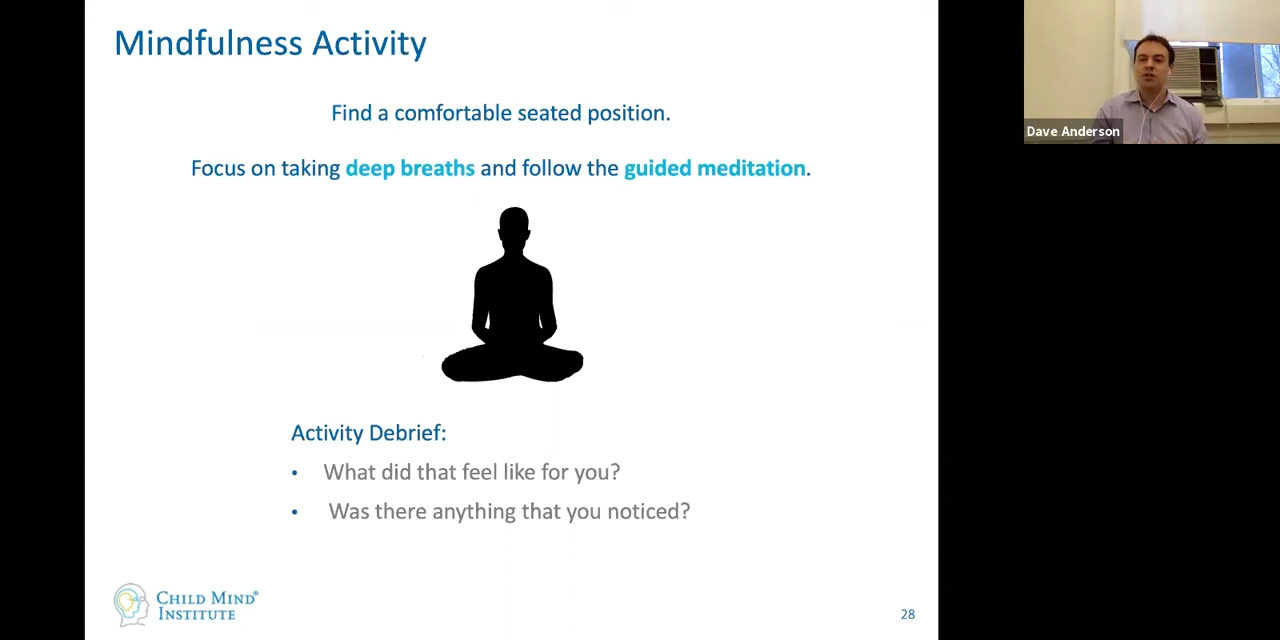 Mindfulness Activity
Find a comfortable seated position.
Focus on taking deep breaths and follow the guided meditation.
Activity Debrief:
• What did that feel like for you?
• Was there anything that you noticed?
CHILD MIND®
INSTITUTE
28
Dave Anderson